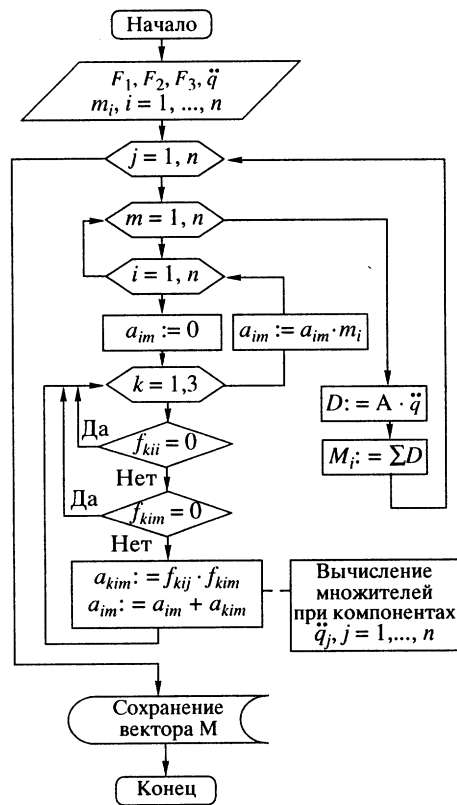 Начало
F₁, F₂, F₃, q̈
mᵢ, i = 1, ..., n
j = 1, n
m = 1, n
i = 1, n
aᵢₘ := 0
aᵢₘ := aᵢₘ · mᵢ
k = 1,3
D: = A · q̈
Да
fₖᵢᵢ = 0
Mᵢ: = ΣD
Нет
Да
fₖᵢₘ = 0
Нет
aₖᵢₘ: = fₖᵢⱼ · fₖᵢₘ
aᵢₘ: = aᵢₘ + aₖᵢₘ
Вычисление
множителей
при компонентах
q̈ⱼ, j = 1,..., n
Сохранение
вектора M
Конец